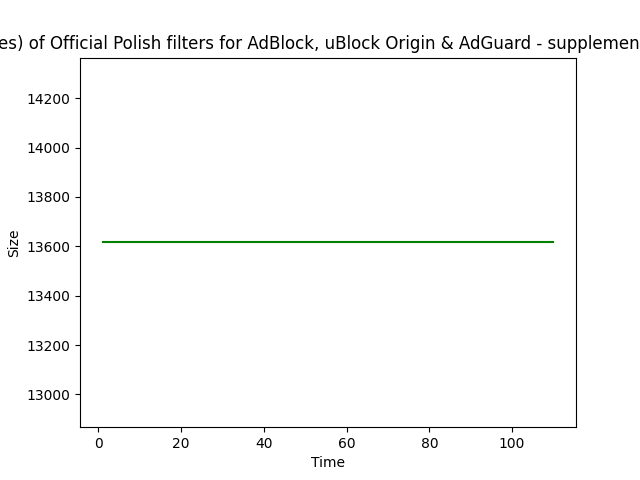 es) of Official Polish filters for AdBlock, uBlock Origin & AdGuard - supplemen
14200
14000
13800
13600
13400
13200
13000
Size
0 20 40 60 80 100
Time